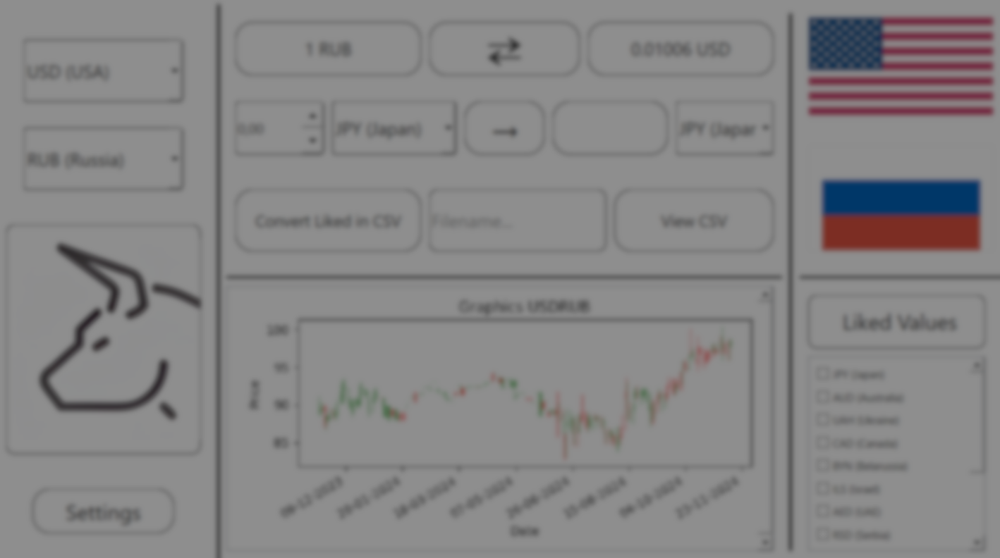 USD (USA)
RUB (Russia)
Settings
1 RUB
0.01006 USD
0,00
JPY (Japan)
→
JPY (Japar
Convert Liked in CSV
Filename...
View CSV
Graphics USDRUB
100
95
90
85
Price
09-12-2023
29-01-2024
18-03-2024
07-05-2024
26-06-2024
15-08-2024
04-10-2024
23-11-2024
Date
Liked Values
JPY (Japan)
AUD (Australia)
UAH (Ukraine)
CAD (Canada)
BYN (Belarussia)
ILS (Israel)
AED (UAE)
RSD (Serbia)